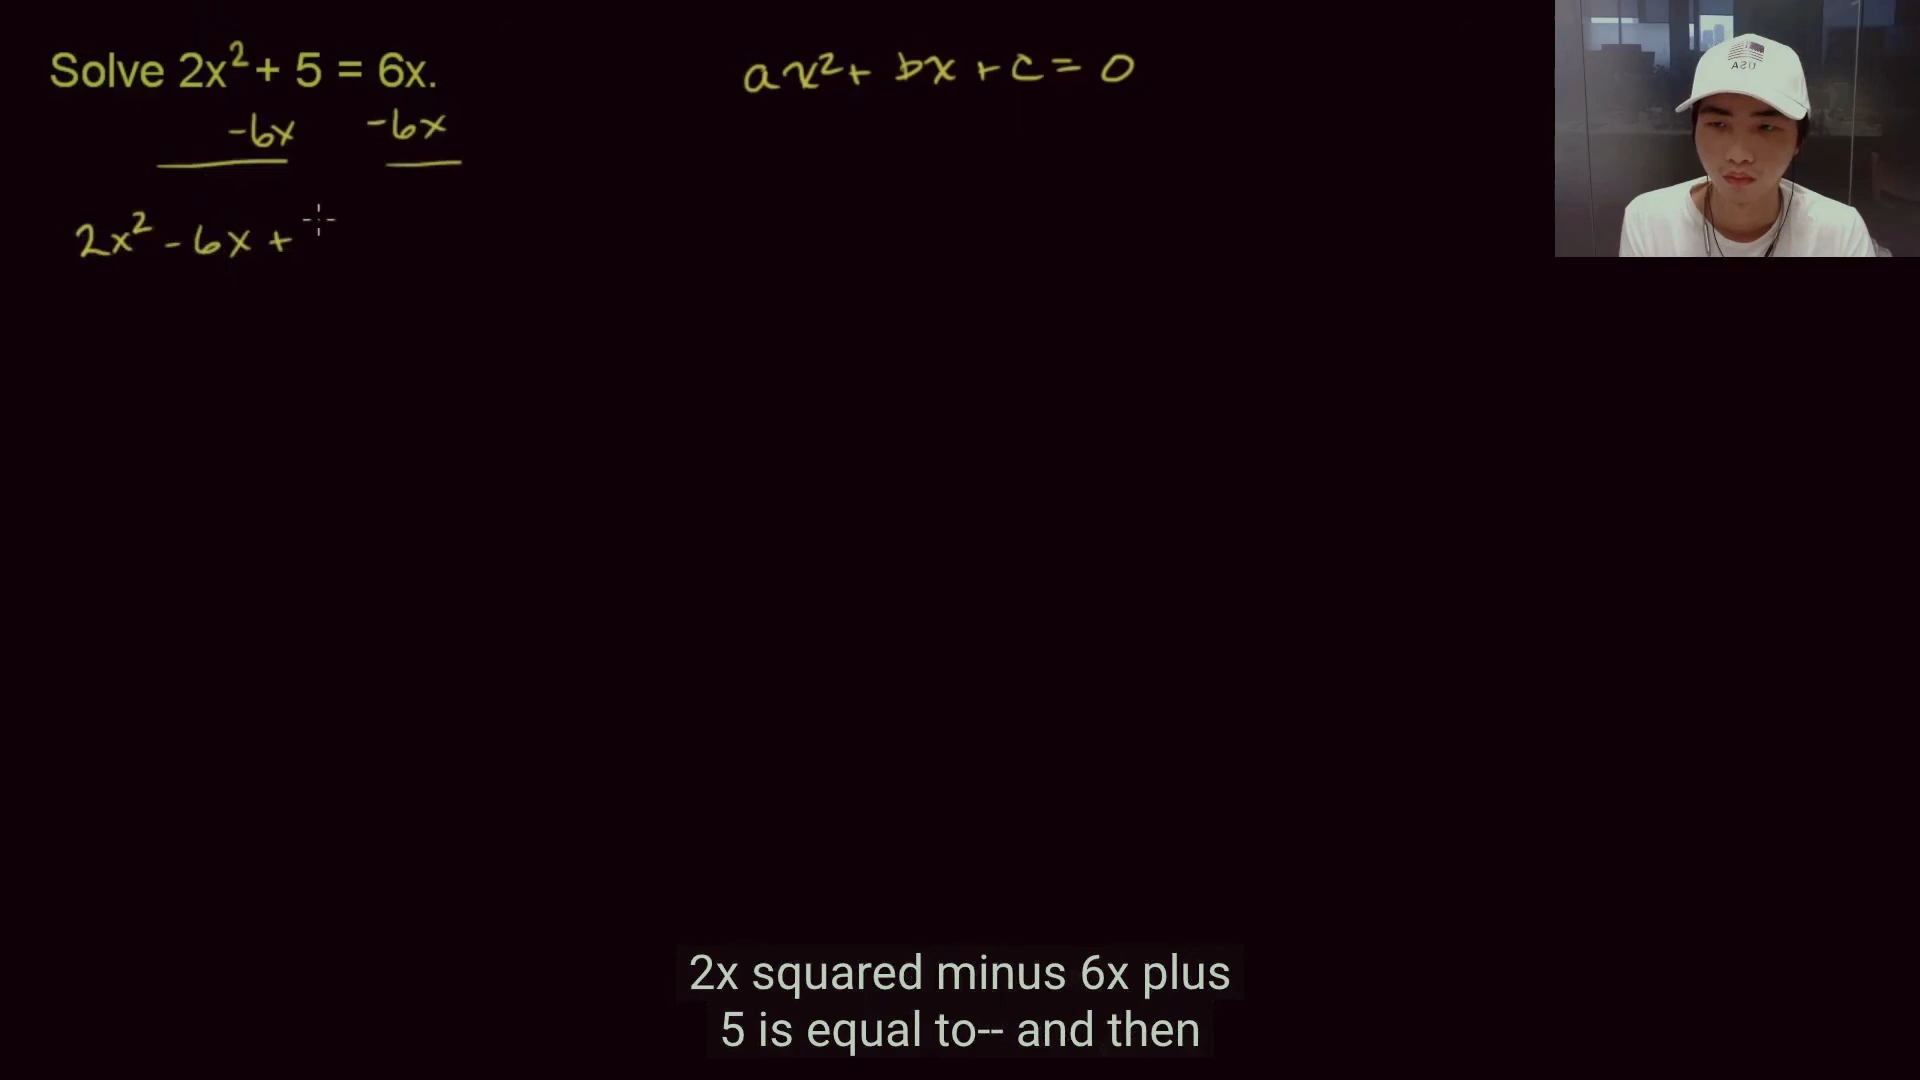 Solve 2x² + 5 = 6x.
-6x -6x
2x² - 6x +
ax² + bx + c = 0
USA
2x squared minus 6x plus
5 is equal to-- and then